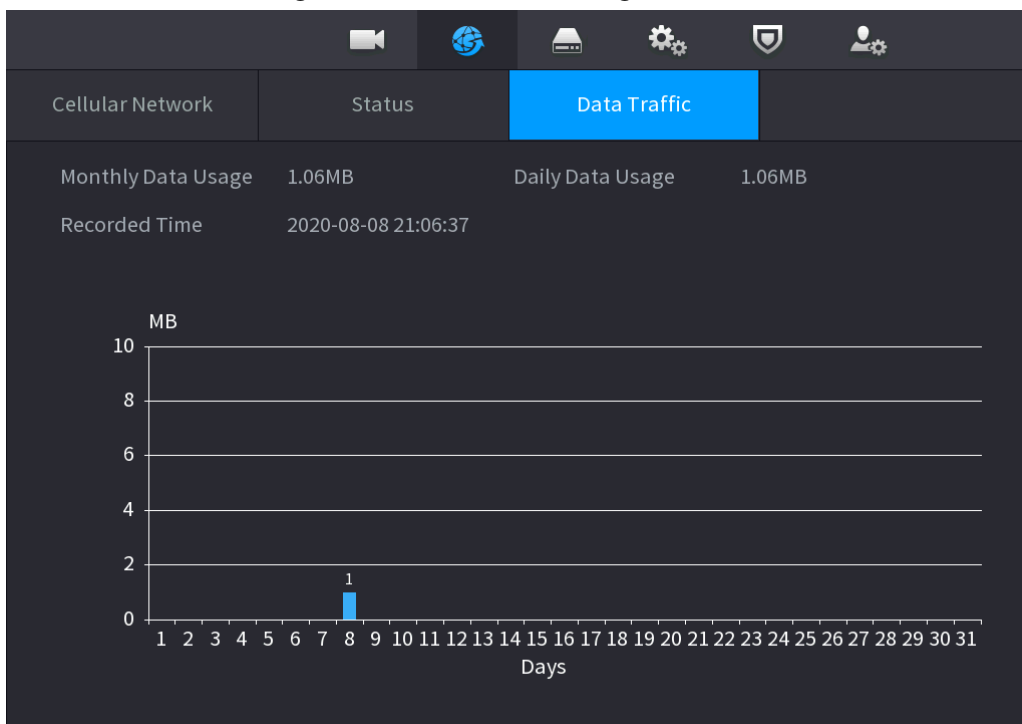 Cellular Network Status Data Traffic
Monthly Data Usage 1.06MB Daily Data Usage 1.06MB
Recorded Time 2020-08-08 21:06:37
MB
10
8
6
4
2
1
0
1 2 3 4 5 6 7 8 9 10 11 12 13 14 15 16 17 18 19 20 21 22 23 24 25 26 27 28 29 30 31
Days